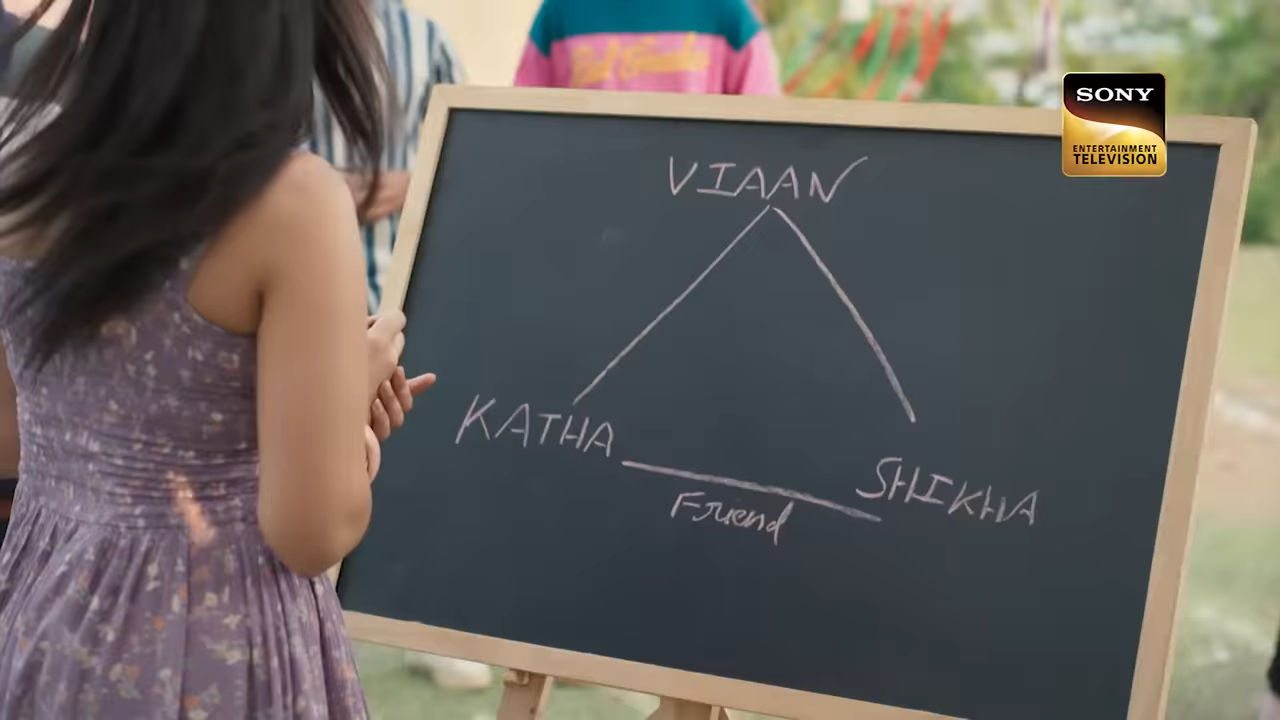 SONY
ENTERTAINMENT
TELEVISION
VIAAN
KATHA
SHIKHA
Friend